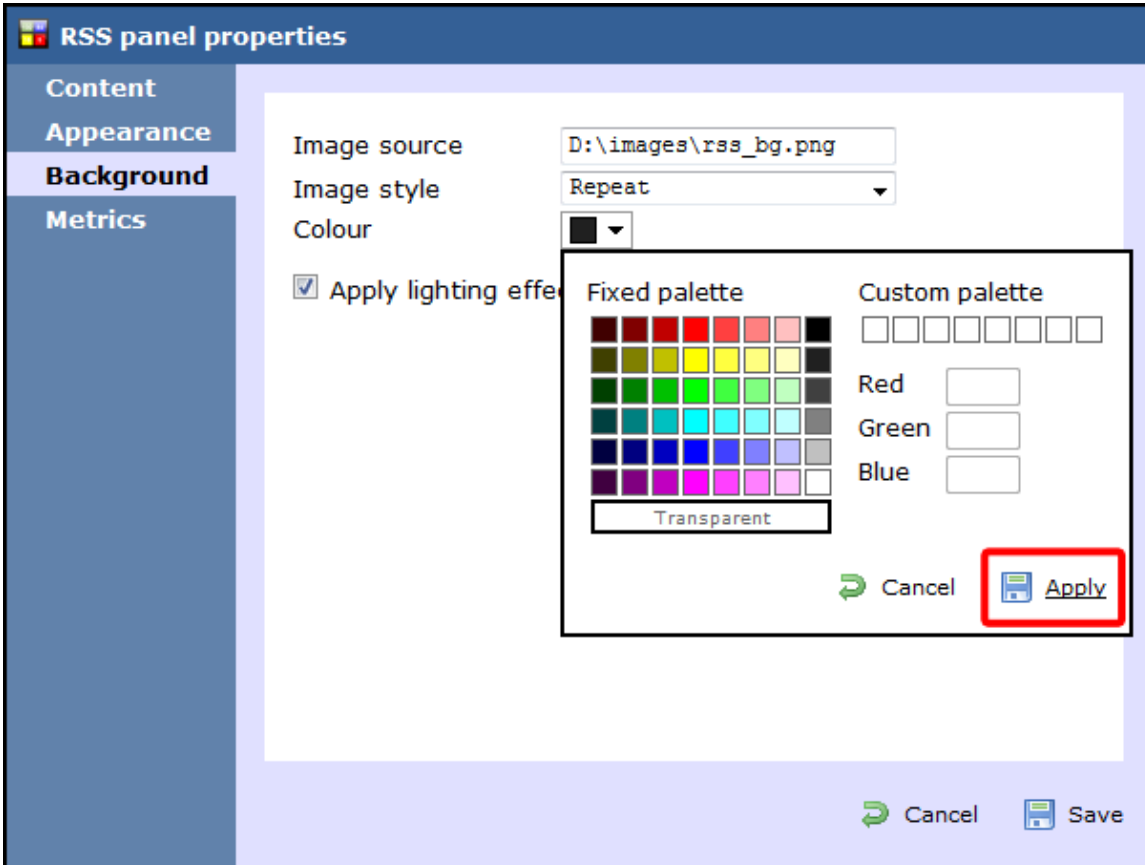 RSS panel properties
Content
Appearance
Background
Metrics
Image source D:\images\rss_bg.png
Image style Repeat
Colour
Apply lighting effe
Fixed palette Custom palette
Red
Green
Blue
Transparent
Cancel Apply
Cancel Save